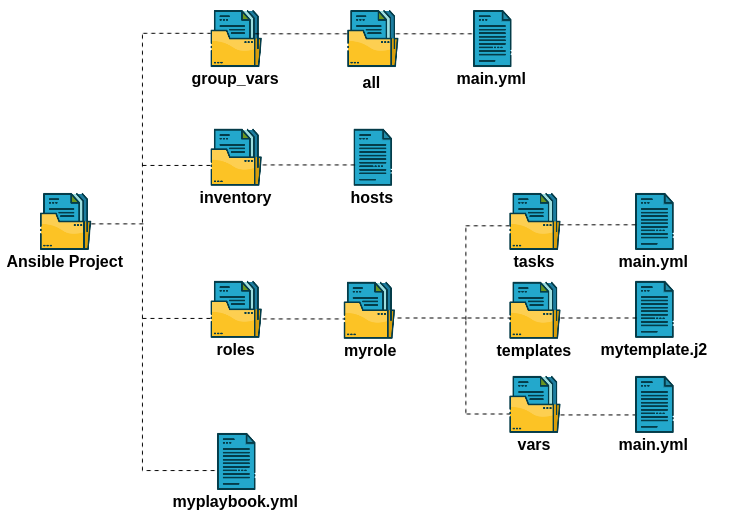 group_vars
all
main.yml
inventory
hosts
Ansible Project
tasks
main.yml
roles
myrole
templates
mytemplate.j2
vars
main.yml
myplaybook.yml